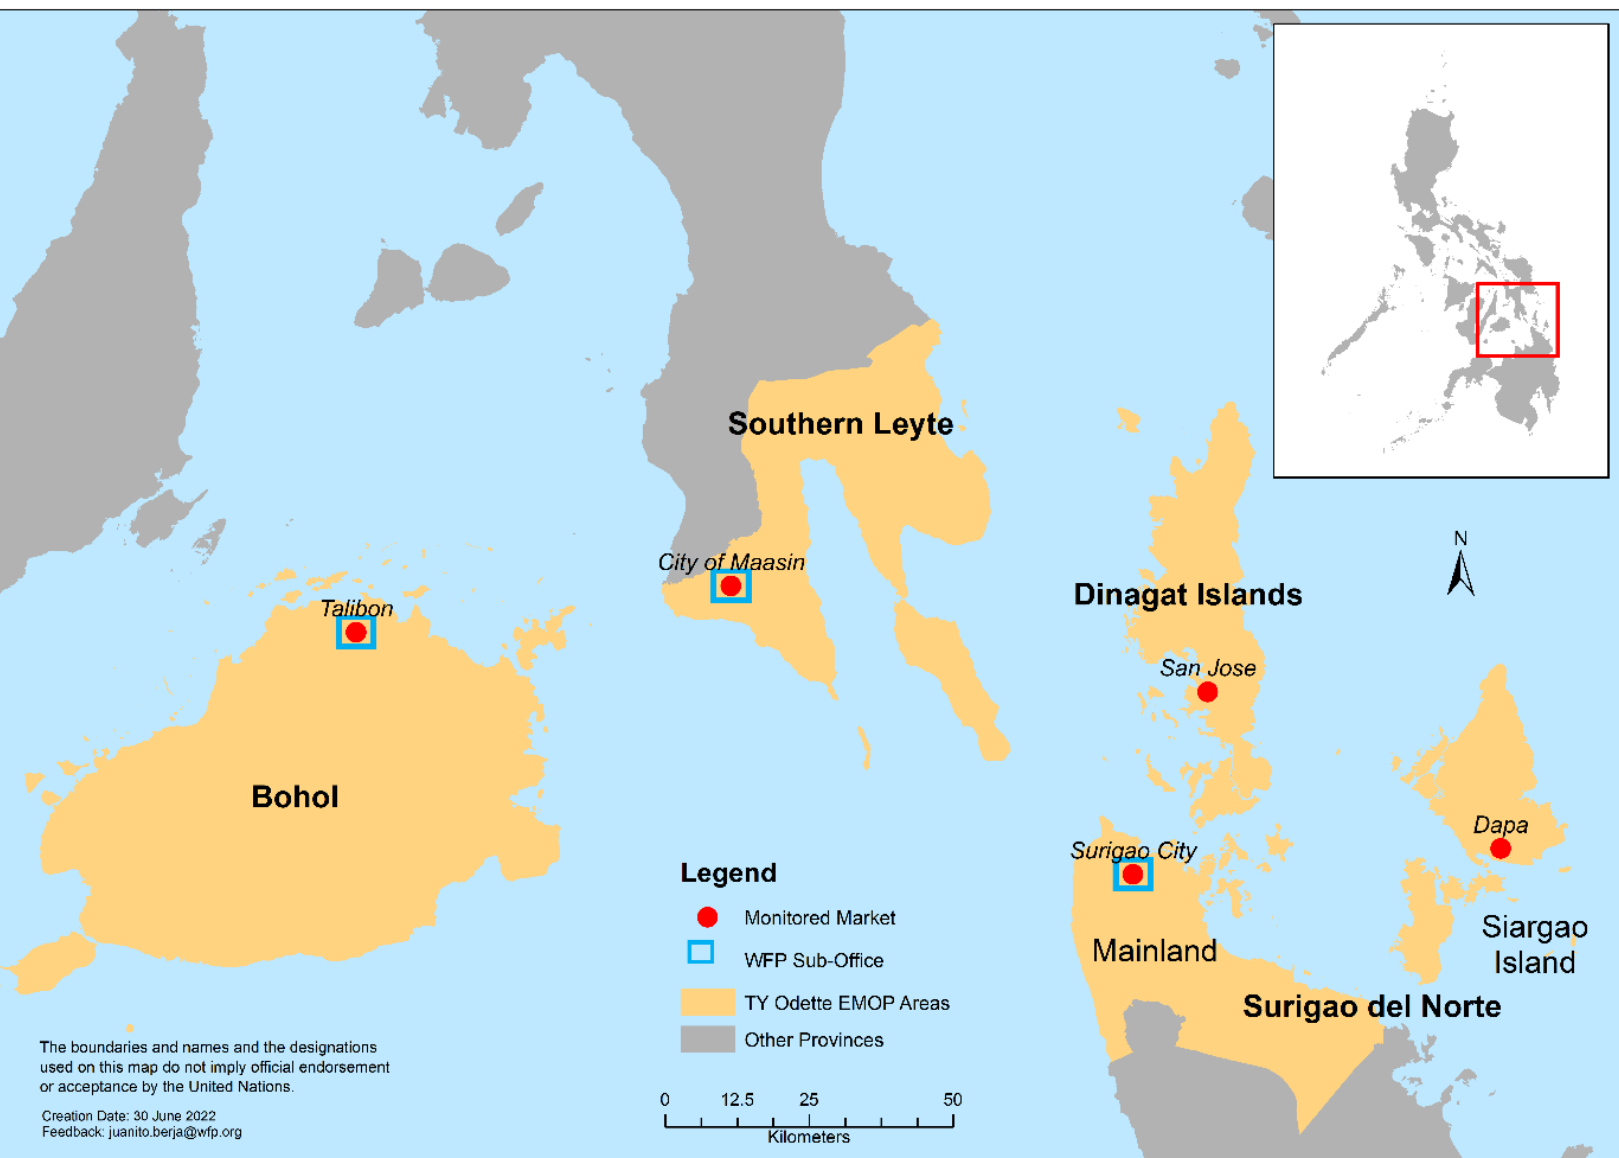 N
Southern Leyte
City of Maasin
Talibon
Dinagat Islands
San Jose
Bohol
Dapa
Surigao City
Siargao
Island
Mainland
Surigao del Norte
Legend
Monitored Market
WFP Sub-Office
TY Odette EMOP Areas
Other Provinces
0 12.5 25 50
Kilometers
The boundaries and names and the designations
used on this map do not imply official endorsement
or acceptance by the United Nations.
Creation Date: 30 June 2022
Feedback: juanito.berja@wfp.org